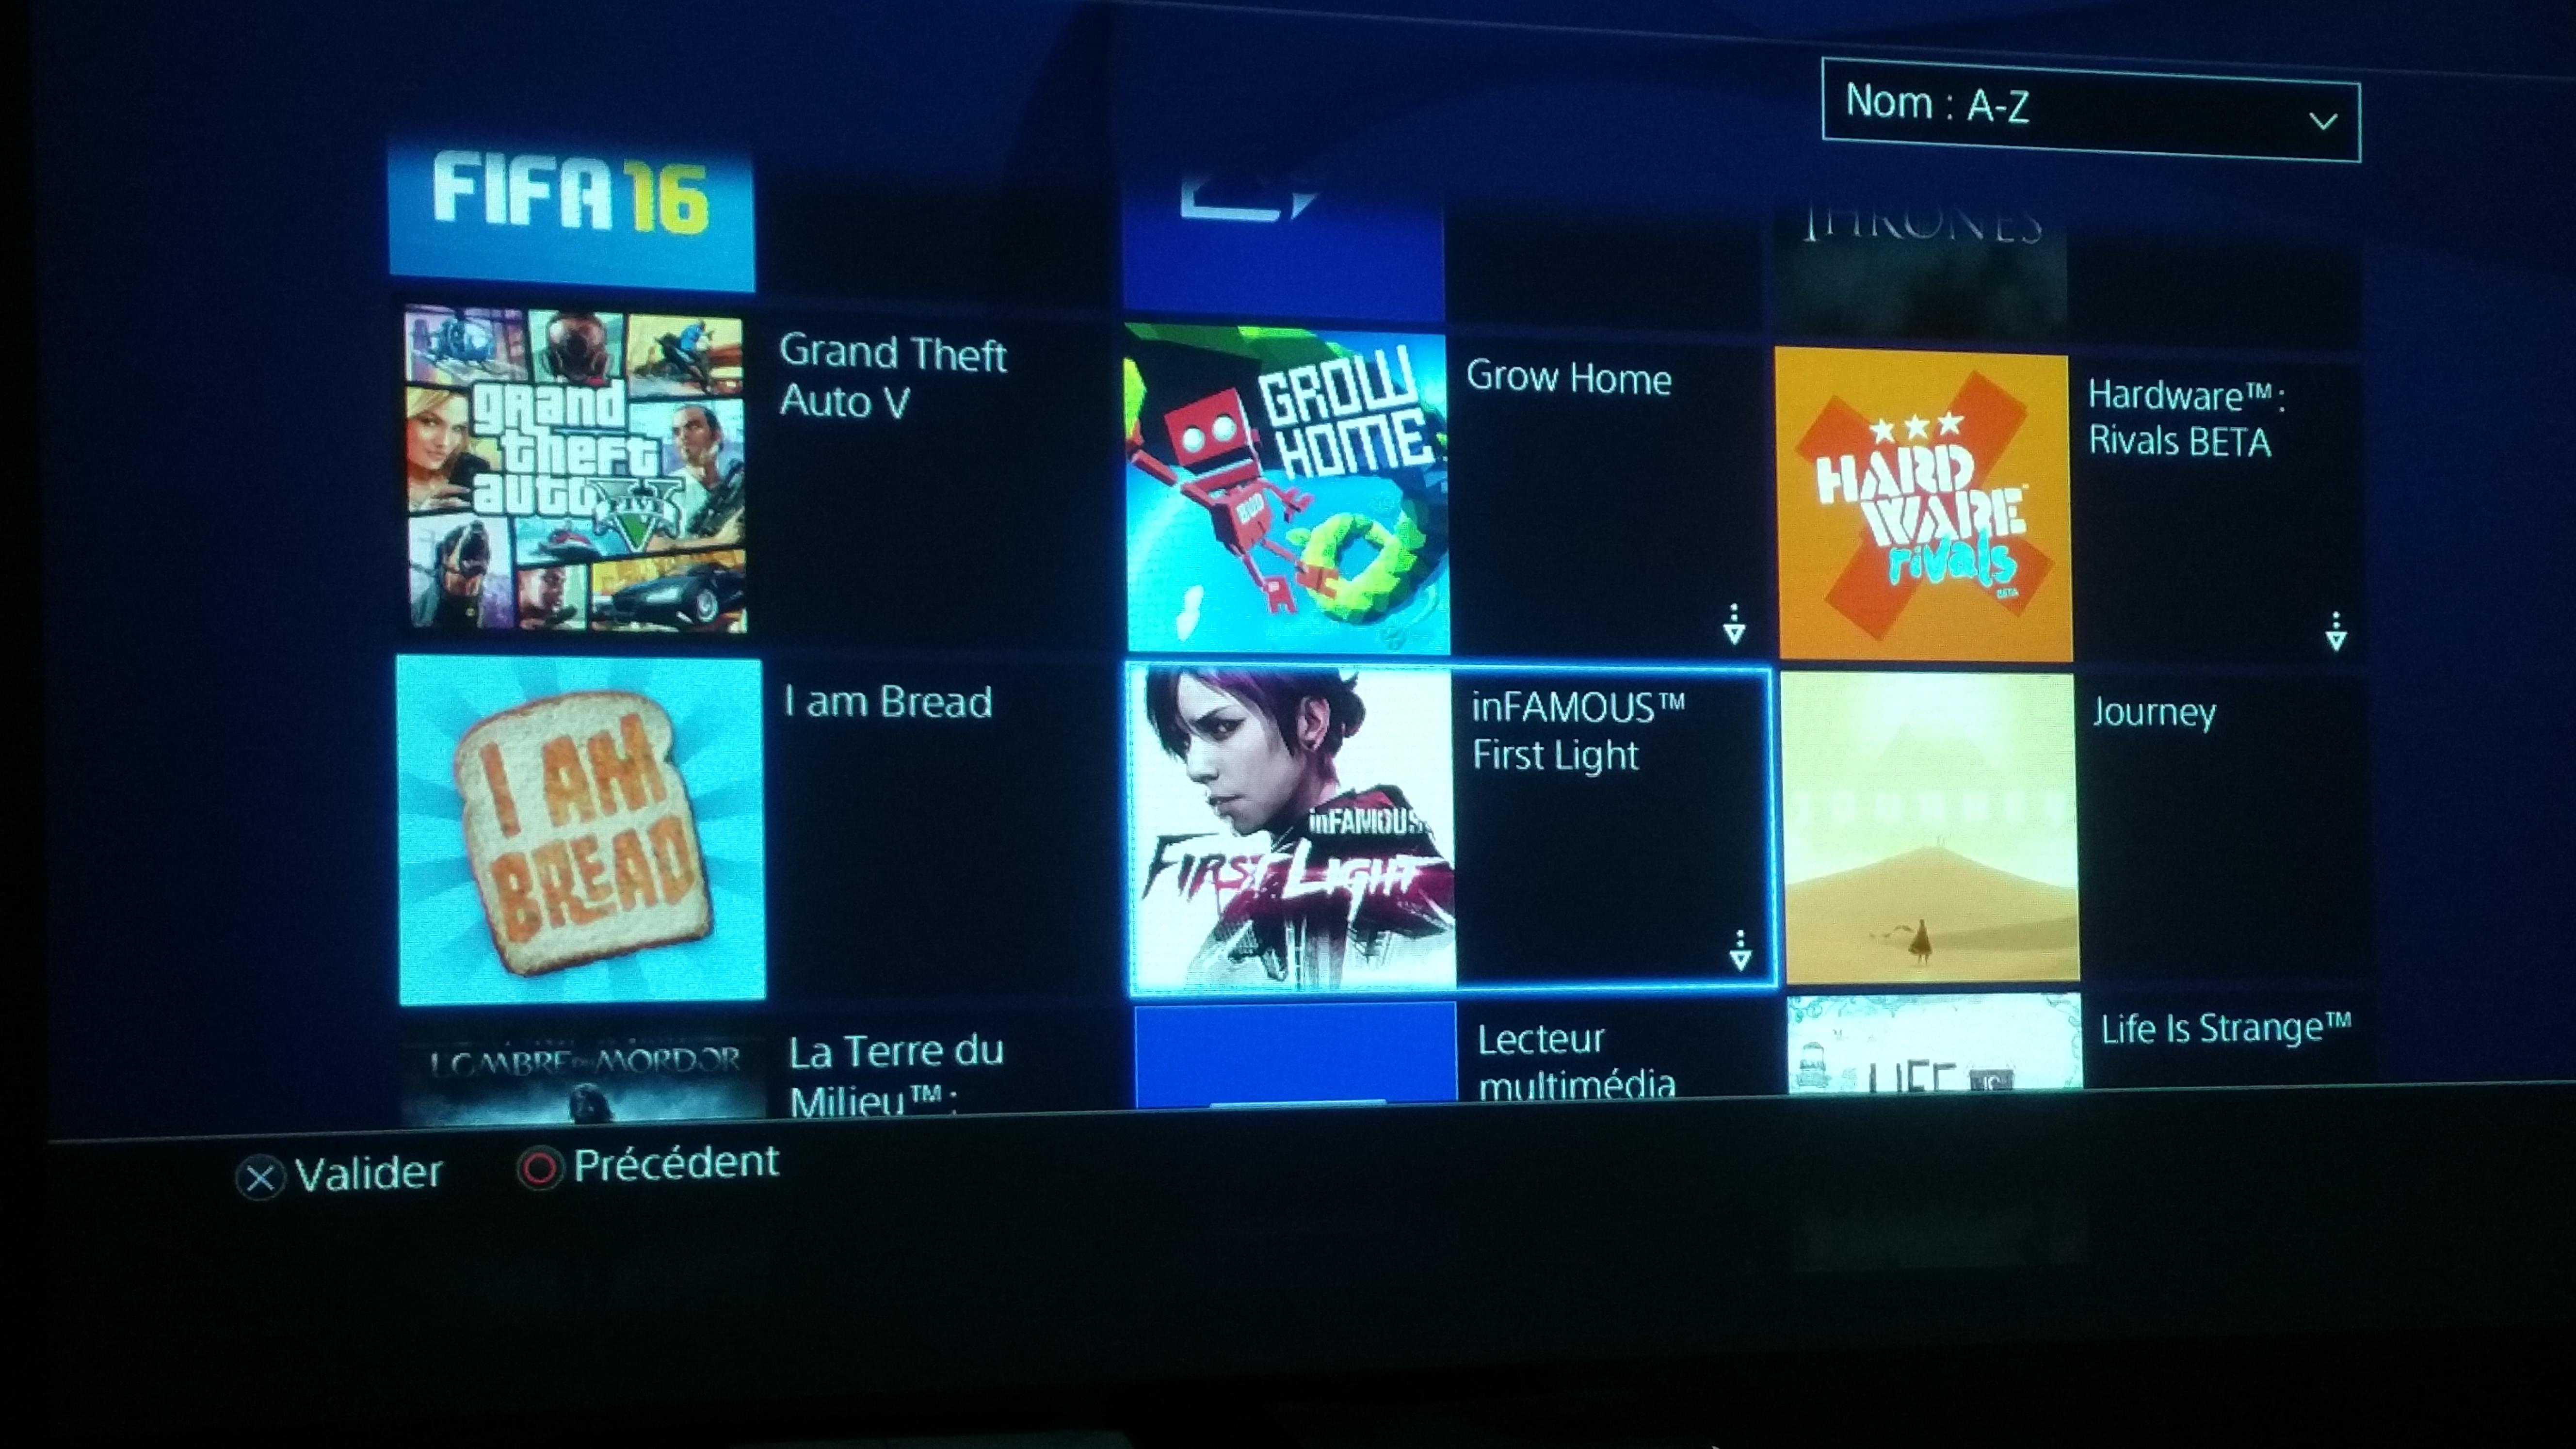 Nom : A-Z
FIFA 16
THRONES
grand
theft
auto V
FIVE
Grand Theft
Auto V
GROW
HOME
BUD
Grow Home
HARD
WARE
rivals
BETA
Hardware™ :
Rivals BETA
I AM
BREAD
I am Bread
inFAMOUS
FIRST LIGHT
inFAMOUS™
First Light
Journey
L'OMBRE DU MORDOR
La Terre du
Milieu™ :
Lecteur
multimédia
LIFE IS
Life Is Strange™
Valider
Précédent